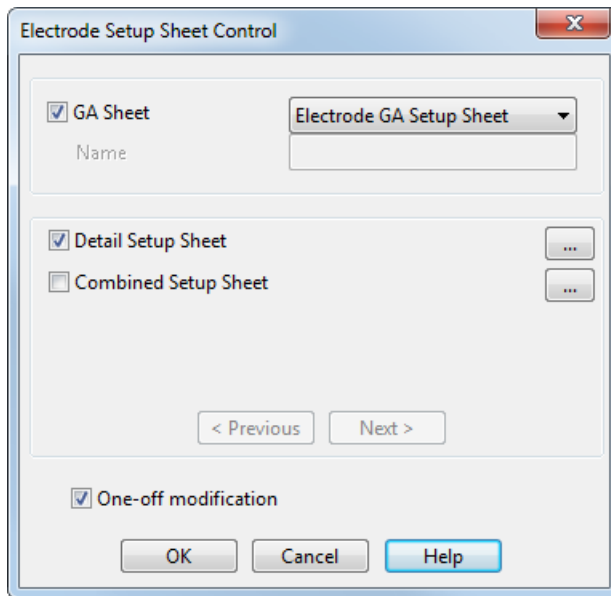 Electrode Setup Sheet Control
GA Sheet
Electrode GA Setup Sheet
Name
Detail Setup Sheet
...
Combined Setup Sheet
...
< Previous
Next >
One-off modification
OK
Cancel
Help